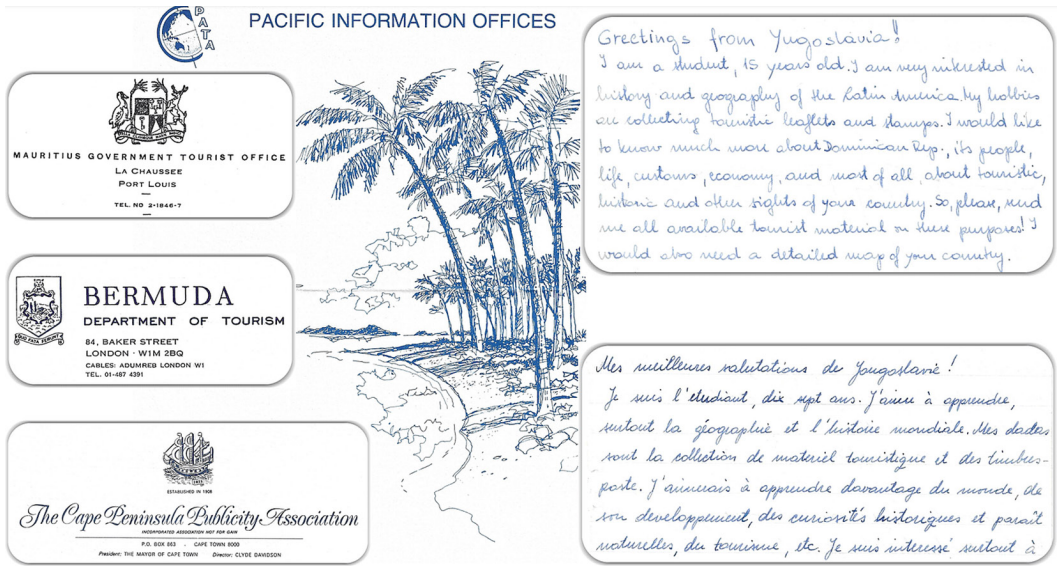 PATA
PACIFIC INFORMATION OFFICES
MAURITIUS GOVERNMENT TOURIST OFFICE
LA CHAUSSEE
PORT LOUIS
TEL. NO 2-1846-7
BERMUDA
DEPARTMENT OF TOURISM
QUO FATA FERUNT
84, BAKER STREET
LONDON · W1M 2BQ
CABLES: ADUMREB LONDON W1
TEL. 01-487 4391
ESTABLISHED IN 1909
The Cape Peninsula Publicity Association
INCORPORATED ASSOCIATION NOT FOR GAIN
P.O. BOX 863 . CAPE TOWN 8000
President: THE MAYOR OF CAPE TOWN Director: CLYDE DAVIDSON
Greetings from Yugoslavia!
I am a student, 15 years old. I am very interested in
history and geography of the Latin America. My hobbies
are collecting touristic leaflets and stamps. I would like
to know much more about Dominican Rep., its people,
life, customs, economy, and most of all, about touristic,
historic and other sights of your country. So, please, send
me all available tourist material on these purposes! I
would also need a detailed map of your country.
Mes meilleures salutations de Yougoslavie!
Je suis l'étudiant, dix sept ans. J'aime à apprendre,
surtout la géographie et l'histoire mondiale. Mes dadas
sont la collection de materiel touristique et des timbres-
poste. J'aimerais à apprendre davantage du monde, de
son developpement, des curiosités historiques et
naturelles, du tourisme, etc. Je suis interessé surtout à